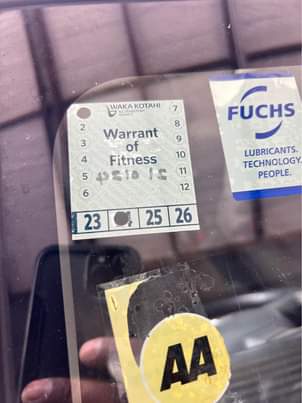 WAKA KOTAHI
7
2
8
3
Warrant
9
4
of
10
5
Fitness
11
6
12
23
25
26
FUCHS
LUBRICANTS.
TECHNOLOGY.
PEOPLE.
AA